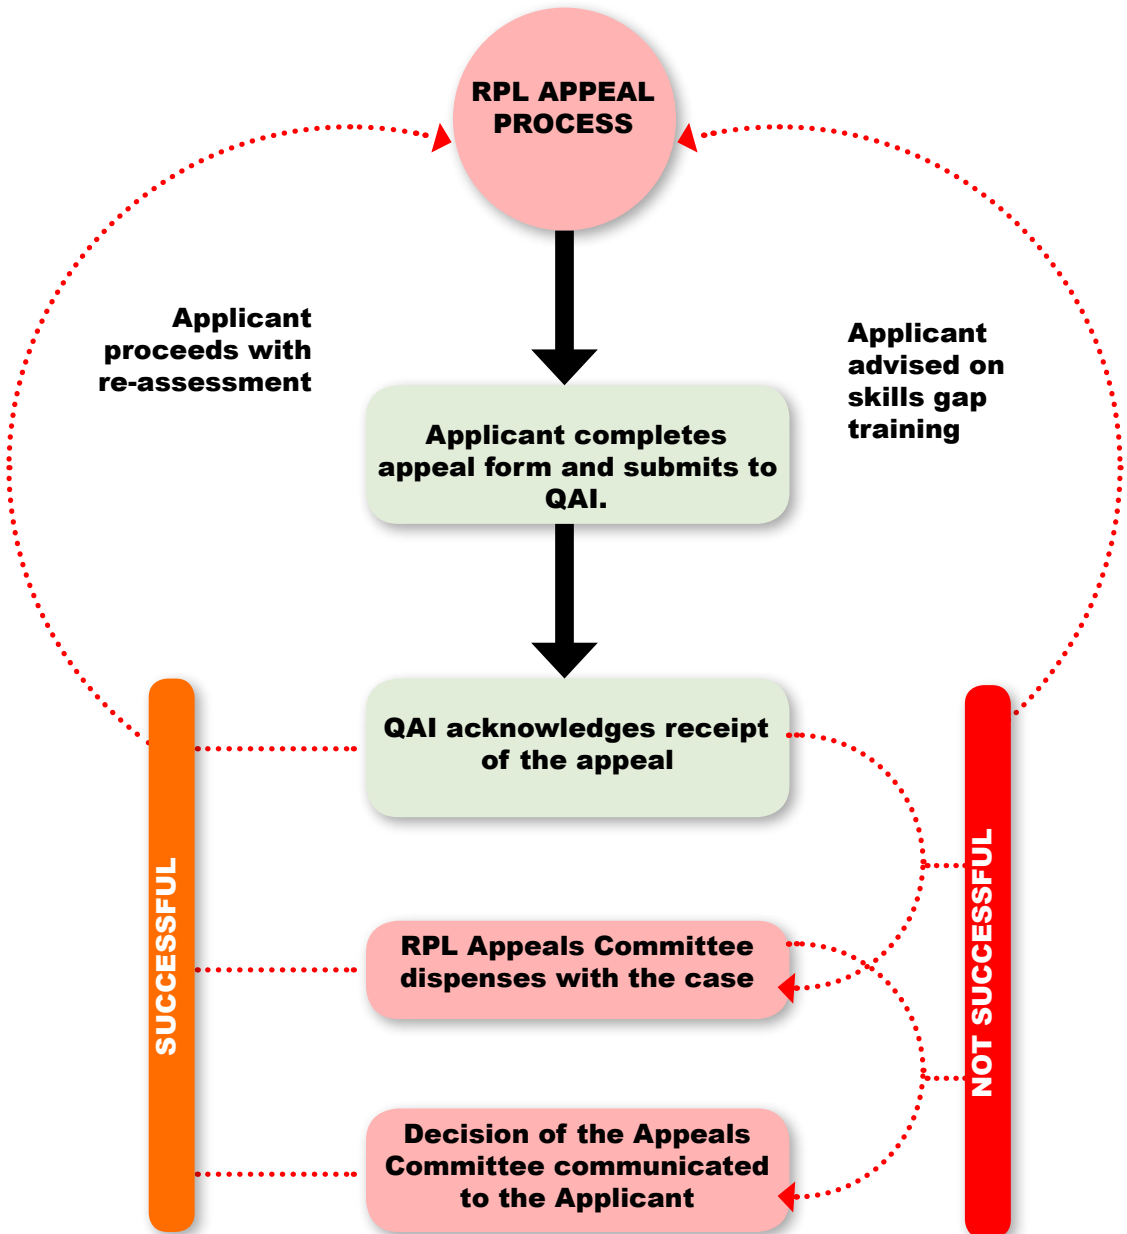 RPL APPEAL
PROCESS
Applicant
proceeds with
re-assessment
Applicant
advised on
skills gap
training
Applicant completes
appeal form and submits to
QAI.
QAI acknowledges receipt
of the appeal
SUCCESSFUL
NOT SUCCESSFUL
RPL Appeals Committee
dispenses with the case
Decision of the Appeals
Committee communicated
to the Applicant